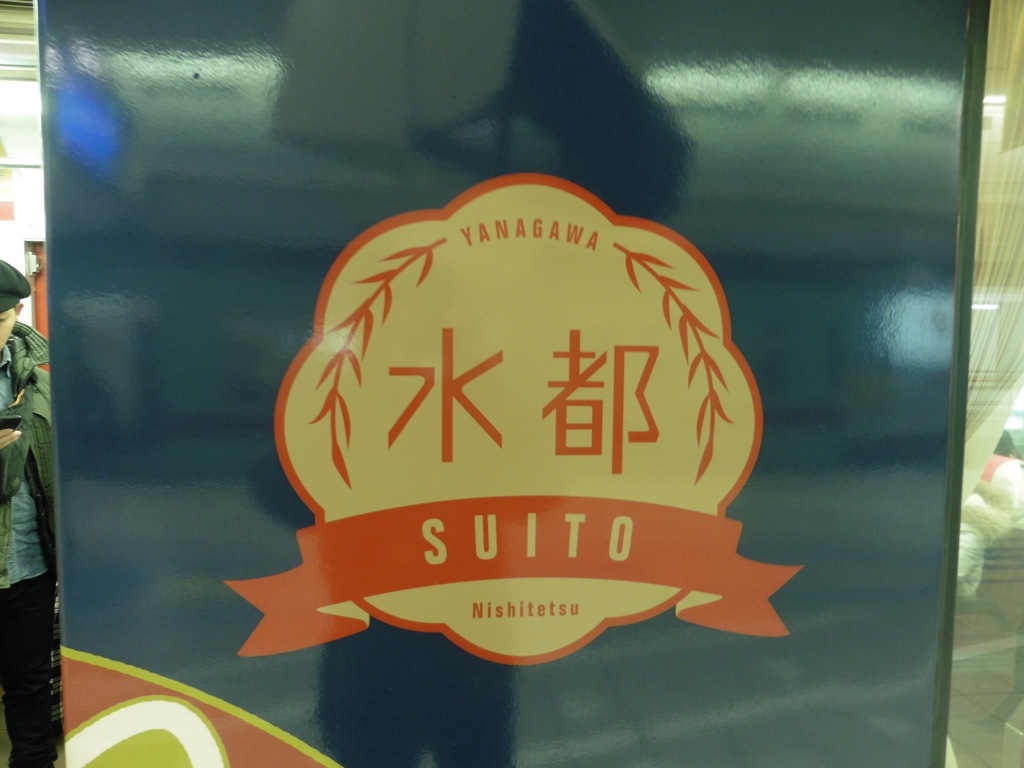 YANAGAWA
水都
SUITO
Nishitetsu